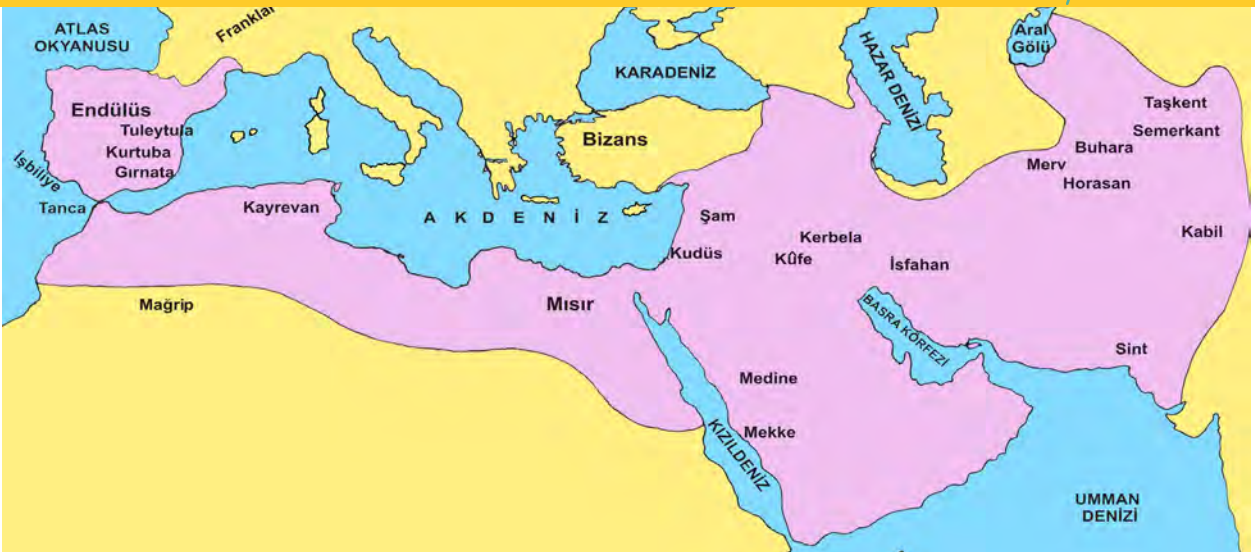 ATLAS
OKYANUSU
Franklar
Endülüs
Tuleytula
Kurtuba
Gırnata
İşbiliye
Tanca
Kayrevan
Mağrip
AKDENİZ
KARADENİZ
Bizans
HAZAR DENİZİ
Aral
Gölü
Taşkent
Semerkant
Buhara
Merv
Horasan
Kabil
Şam
Kudüs
Kerbela
Kûfe
İsfahan
Mısır
BASRA KÖRFEZİ
Sint
Medine
Mekke
KIZILDENİZ
UMMAN
DENİZİ